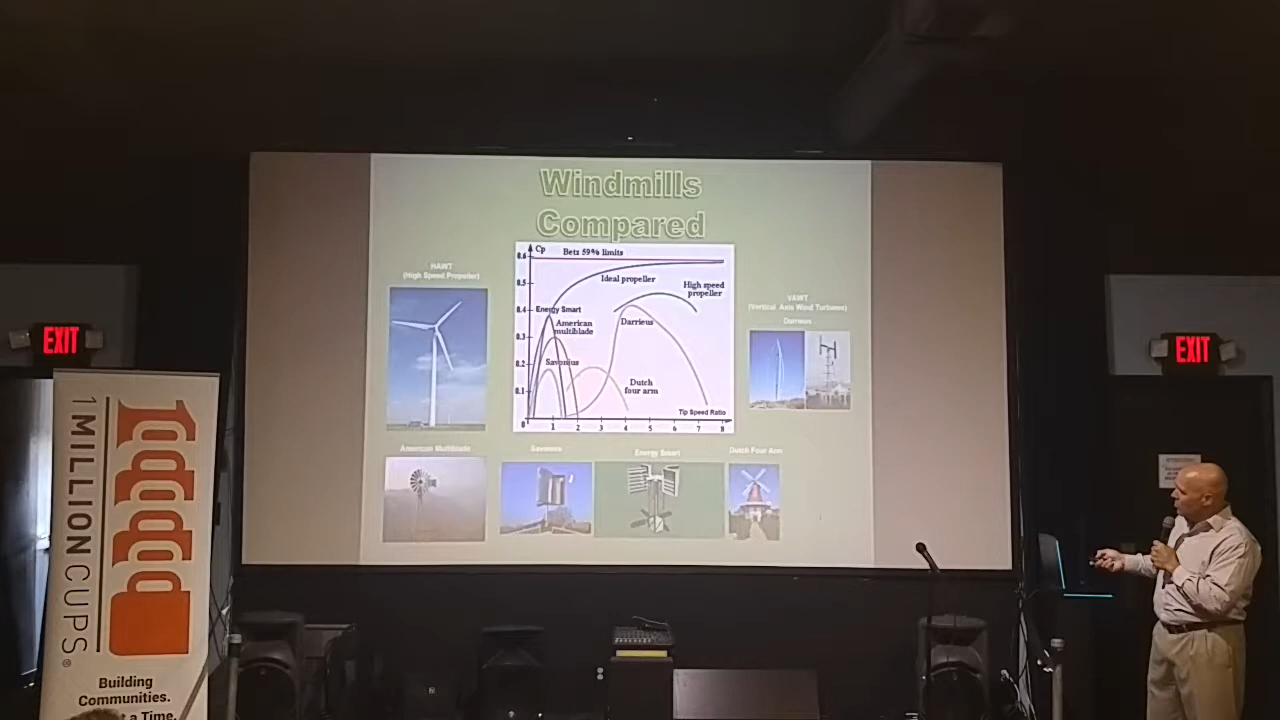 Windmills
Compared
HAWT
(High Speed Propeller)
Cp
Betz 59% limits
0.6
0.5
0.4
0.3
0.2
0.1
0
1
2
3
4
5
6
7
8
Ideal propeller
High speed
propeller
Energy Smart
American
multiblade
Darrieus
Savonius
Dutch
four arm
Tip Speed Ratio
VAWT
(Vertical Axis Wind Turbines)
Darrieus
American Multiblade
Savonius
Energy Smart
Dutch Four Arm
EXIT
EXIT
1 MILLION CUPS®
Building
Communities.
t a Time.